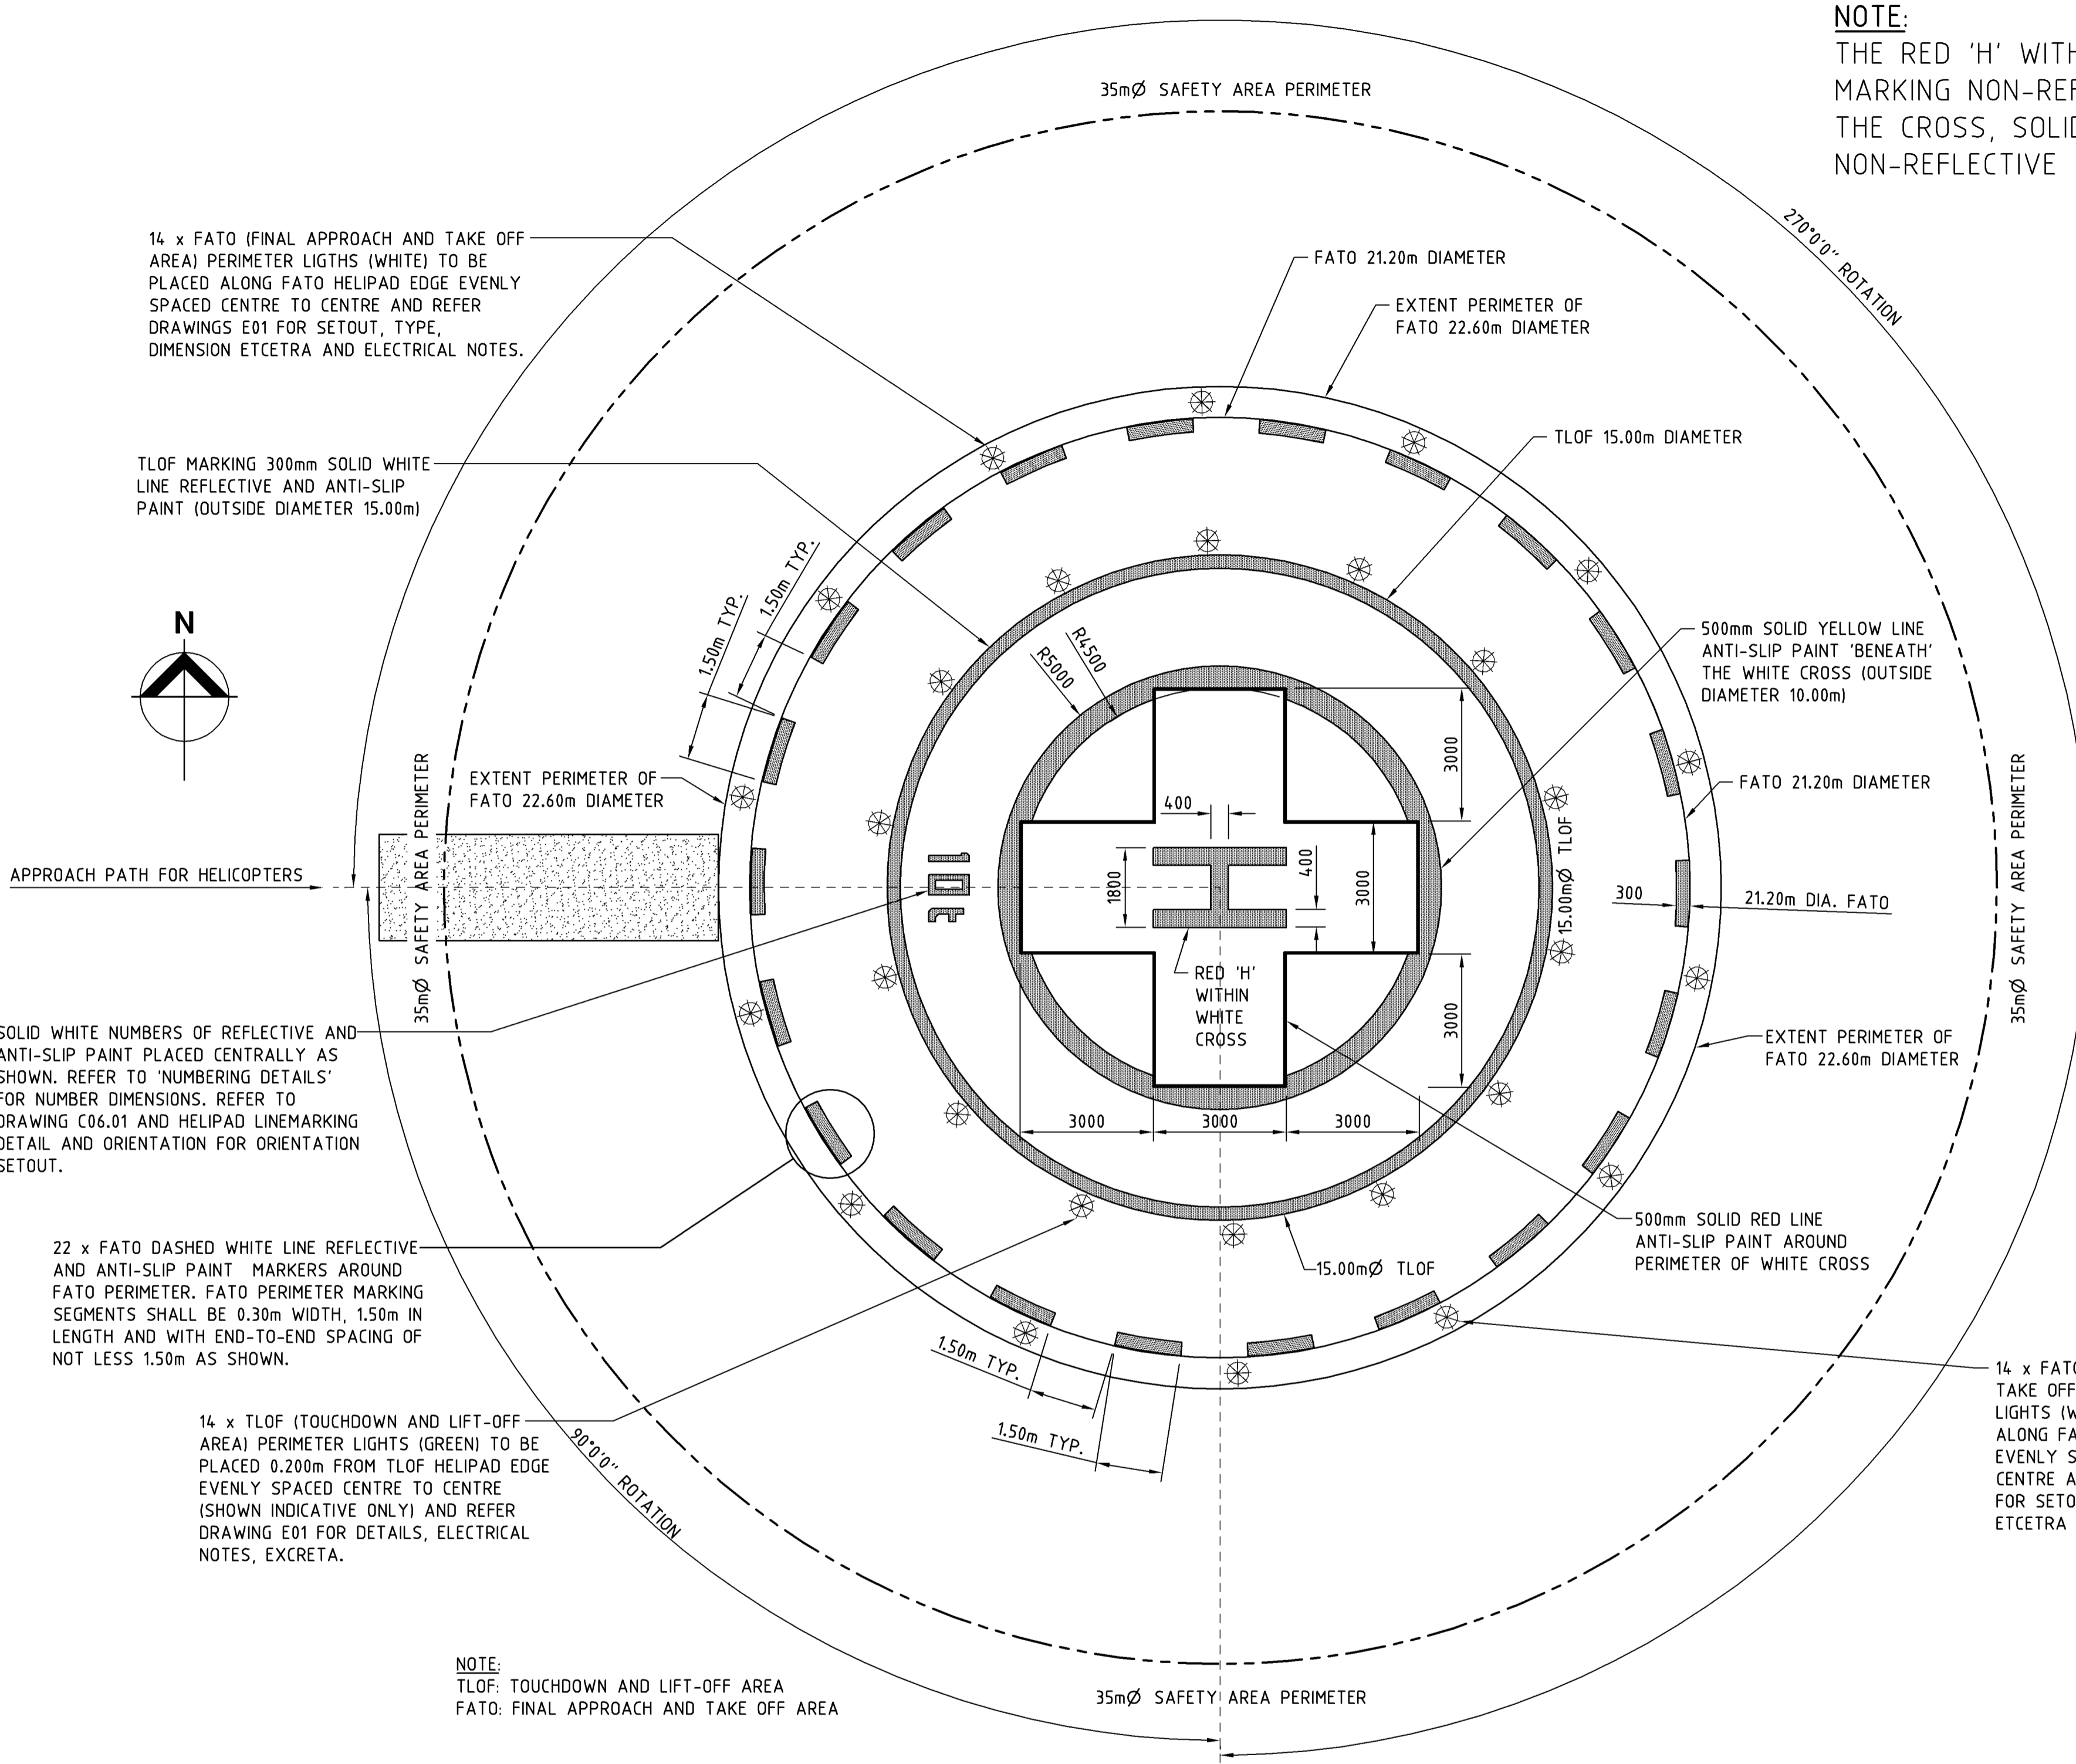 NOTE:
THE RED 'H' WITH
MARKING NON-REF
THE CROSS, SOLID
NON-REFLECTIVE
35mØ SAFETY AREA PERIMETER
270°0'0" ROTATION
14 x FATO (FINAL APPROACH AND TAKE OFF
AREA) PERIMETER LIGTHS (WHITE) TO BE
PLACED ALONG FATO HELIPAD EDGE EVENLY
SPACED CENTRE TO CENTRE AND REFER
DRAWINGS E01 FOR SETOUT, TYPE,
DIMENSION ETCETRA AND ELECTRICAL NOTES.
FATO 21.20m DIAMETER
EXTENT PERIMETER OF
FATO 22.60m DIAMETER
TLOF 15.00m DIAMETER
TLOF MARKING 300mm SOLID WHITE
LINE REFLECTIVE AND ANTI-SLIP
PAINT (OUTSIDE DIAMETER 15.00m)
1.50m TYP.
1.50m TYP.
N
R5000
R4500
500mm SOLID YELLOW LINE
ANTI-SLIP PAINT 'BENEATH'
THE WHITE CROSS (OUTSIDE
DIAMETER 10.00m)
3000
EXTENT PERIMETER OF
FATO 22.60m DIAMETER
35mØ SAFETY AREA PERIMETER
400
400
1800
3000
H
15.00mØ TLOF
FATO 21.20m DIAMETER
35mØ SAFETY AREA PERIMETER
APPROACH PATH FOR HELICOPTERS
300
21.20m DIA. FATO
RED 'H'
WITHIN
WHITE
CROSS
3000
3000
3000
3000
EXTENT PERIMETER OF
FATO 22.60m DIAMETER
SOLID WHITE NUMBERS OF REFLECTIVE AND
ANTI-SLIP PAINT PLACED CENTRALLY AS
SHOWN. REFER TO 'NUMBERING DETAILS'
FOR NUMBER DIMENSIONS. REFER TO
DRAWING C06.01 AND HELIPAD LINEMARKING
DETAIL AND ORIENTATION FOR ORIENTATION
SETOUT.
22 x FATO DASHED WHITE LINE REFLECTIVE
AND ANTI-SLIP PAINT MARKERS AROUND
FATO PERIMETER. FATO PERIMETER MARKING
SEGMENTS SHALL BE 0.30m WIDTH, 1.50m IN
LENGTH AND WITH END-TO-END SPACING OF
NOT LESS 1.50m AS SHOWN.
500mm SOLID RED LINE
ANTI-SLIP PAINT AROUND
PERIMETER OF WHITE CROSS
15.00mØ TLOF
1.50m TYP.
1.50m TYP.
14 x TLOF (TOUCHDOWN AND LIFT-OFF
AREA) PERIMETER LIGHTS (GREEN) TO BE
PLACED 0.200m FROM TLOF HELIPAD EDGE
EVENLY SPACED CENTRE TO CENTRE
(SHOWN INDICATIVE ONLY) AND REFER
DRAWING E01 FOR DETAILS, ELECTRICAL
NOTES, EXCRETA.
90°0'0" ROTATION
14 x FATO
TAKE OFF
LIGHTS (W
ALONG FA
EVENLY S
CENTRE A
FOR SETO
ETCETRA
NOTE:
TLOF: TOUCHDOWN AND LIFT-OFF AREA
FATO: FINAL APPROACH AND TAKE OFF AREA
35mØ SAFETY AREA PERIMETER